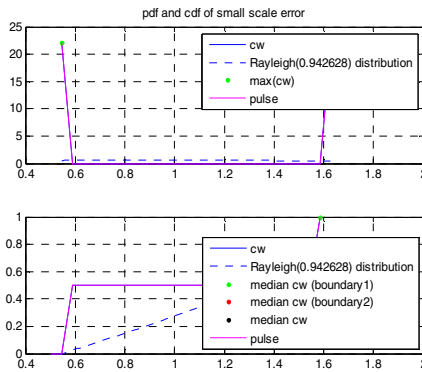 pdf and cdf of small scale error
25
20
15
10
5
0
cw
Rayleigh(0.942628) distribution
max(cw)
pulse
0.4 0.6 0.8 1 1.2 1.4 1.6 1.8 2
1
0.8
0.6
0.4
0.2
0
cw
Rayleigh(0.942628) distribution
median cw (boundary1)
median cw (boundary2)
median cw
pulse
0.4 0.6 0.8 1 1.2 1.4 1.6 1.8 2